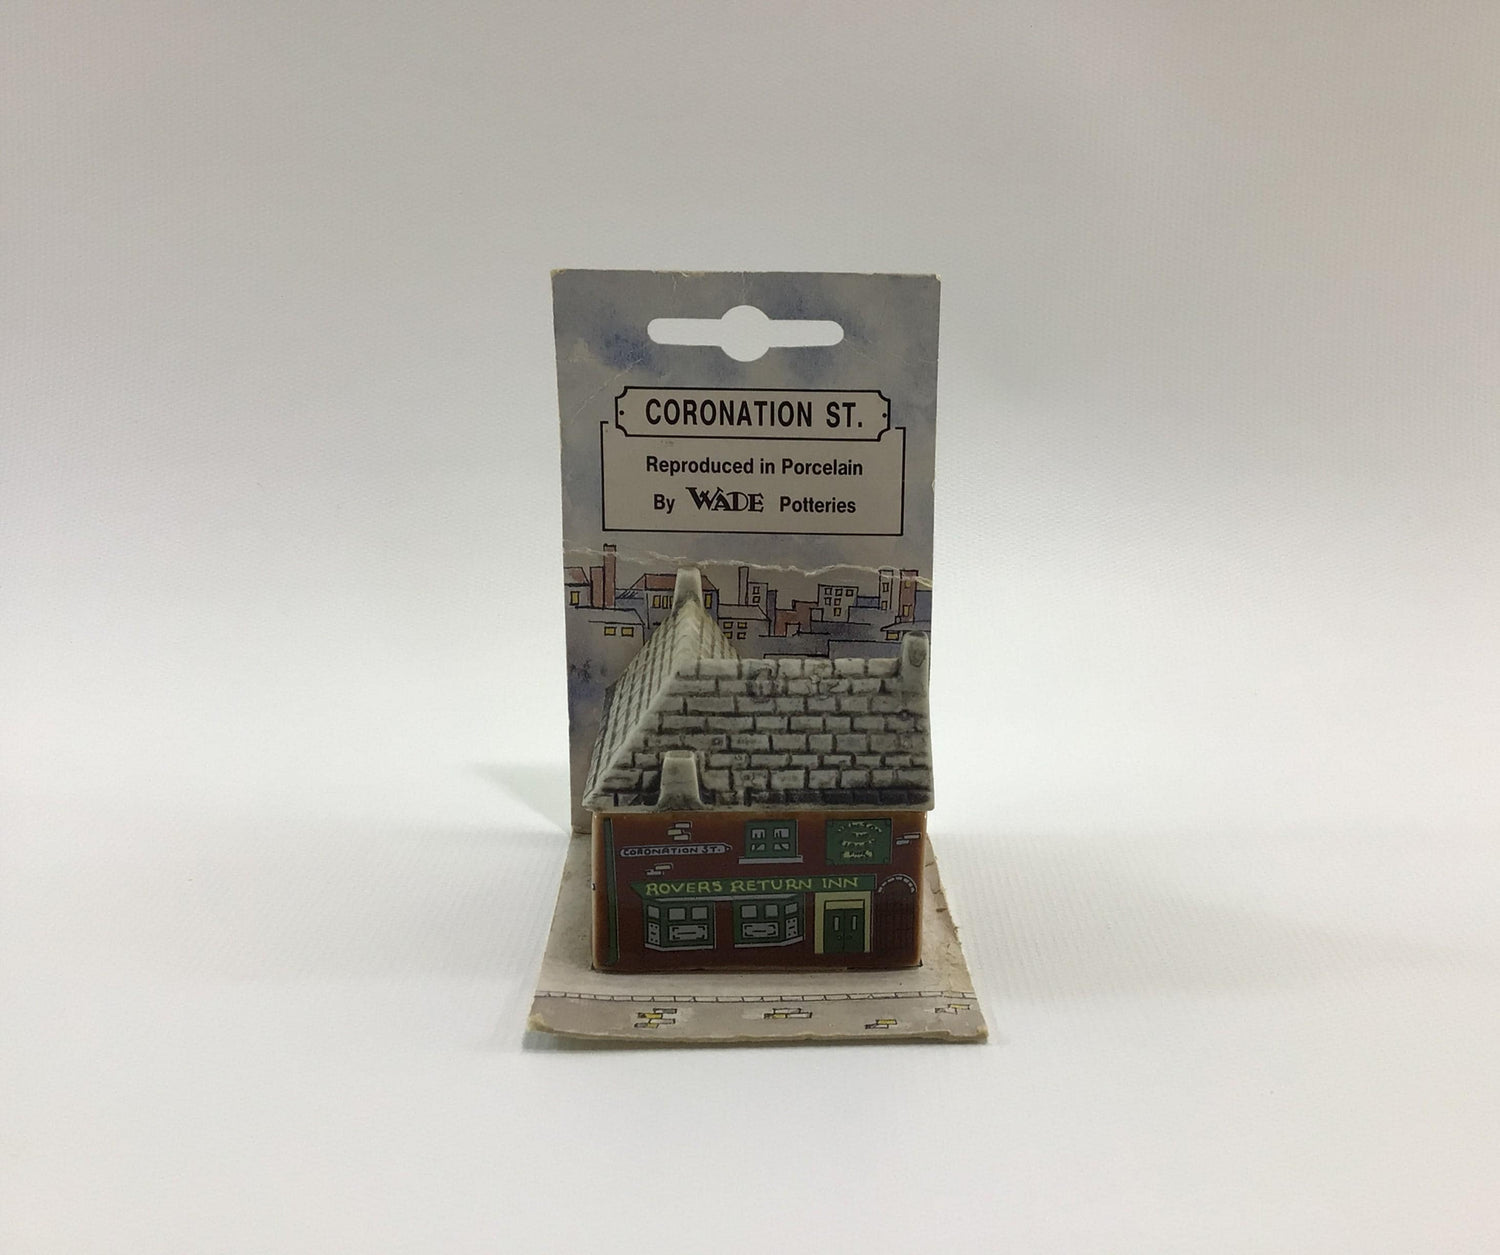 CORONATION ST.
Reproduced in Porcelain
By WADE Potteries
CORONATION ST.
ROVERS RETURN INN